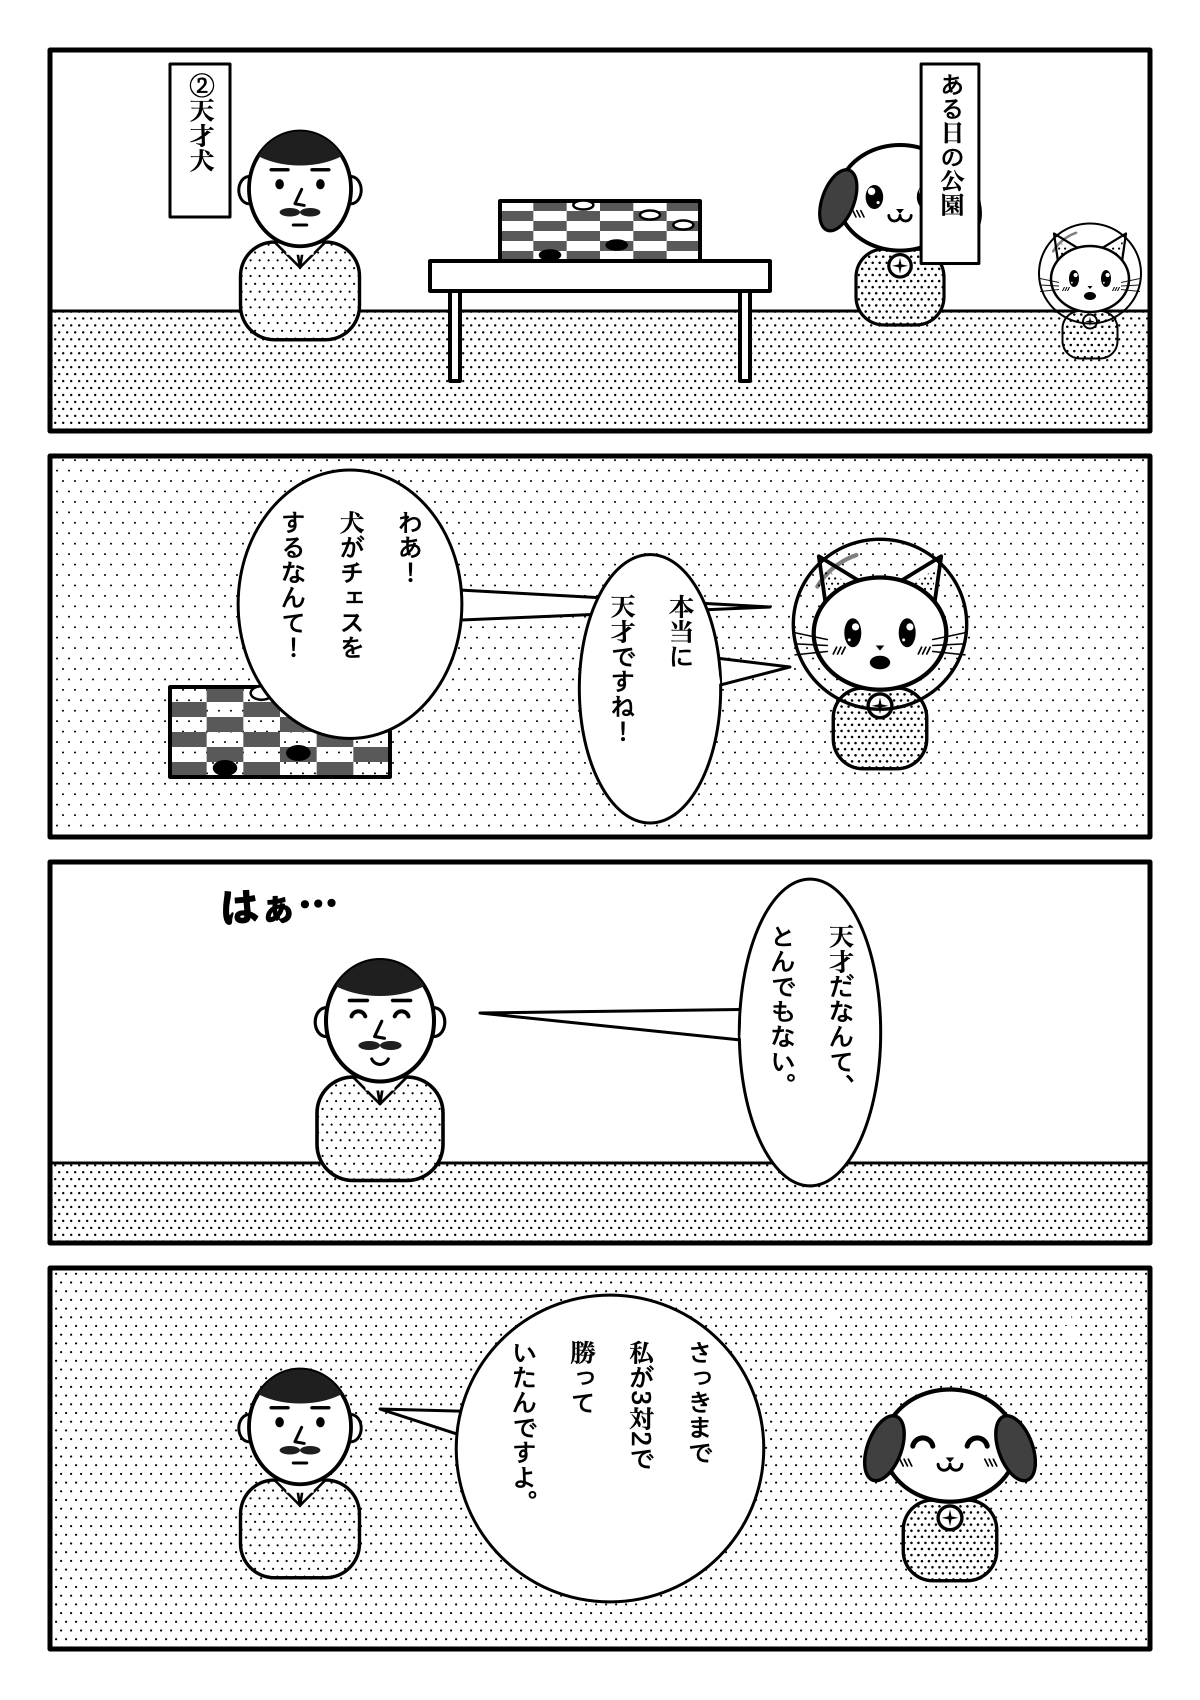 ある日の公園
②天才犬
わあ！
犬がチェスを
するなんて！
本当に
天才ですね！
はぁ…
天才だなんて、
とんでもない。
さっきまで
私が3対2で
勝って
いたんですよ。